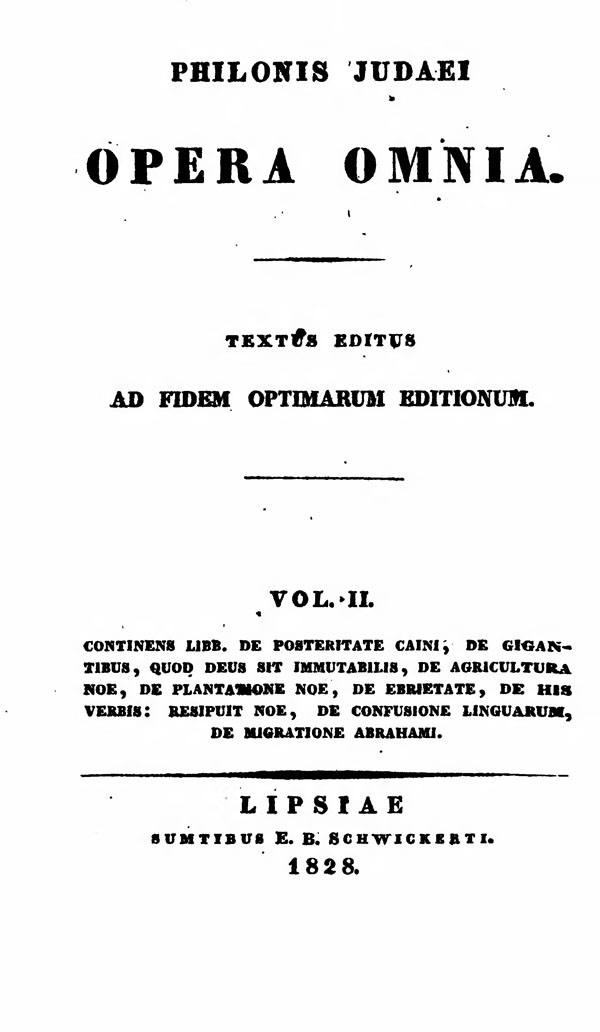 PHILONIS JUDAEI
OPERA OMNIA.
TEXTUS EDITUS
AD FIDEM OPTIMARUM EDITIONUM.
VOL. II.
CONTINENS LIBB. DE POSTERITATE CAINI, DE GIGAN-
TIBUS, QUOD DEUS SIT IMMUTABILIS, DE AGRICULTURA
NOE, DE PLANTATIONE NOE, DE EBRIETATE, DE HIS
VERBIS: RESIPUIT NOE, DE CONFUSIONE LINGUARUM,
DE MIGRATIONE ABRAHAMI.
LIPSIAE
SUMTIBUS E. B. SCHWICKERTI.
1828.